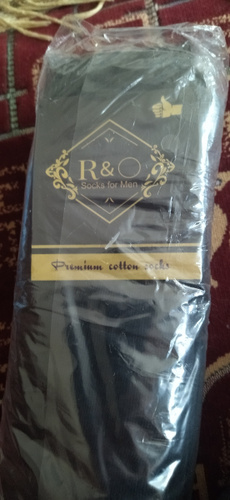 R & O
Socks for Men
Premium cotton socks